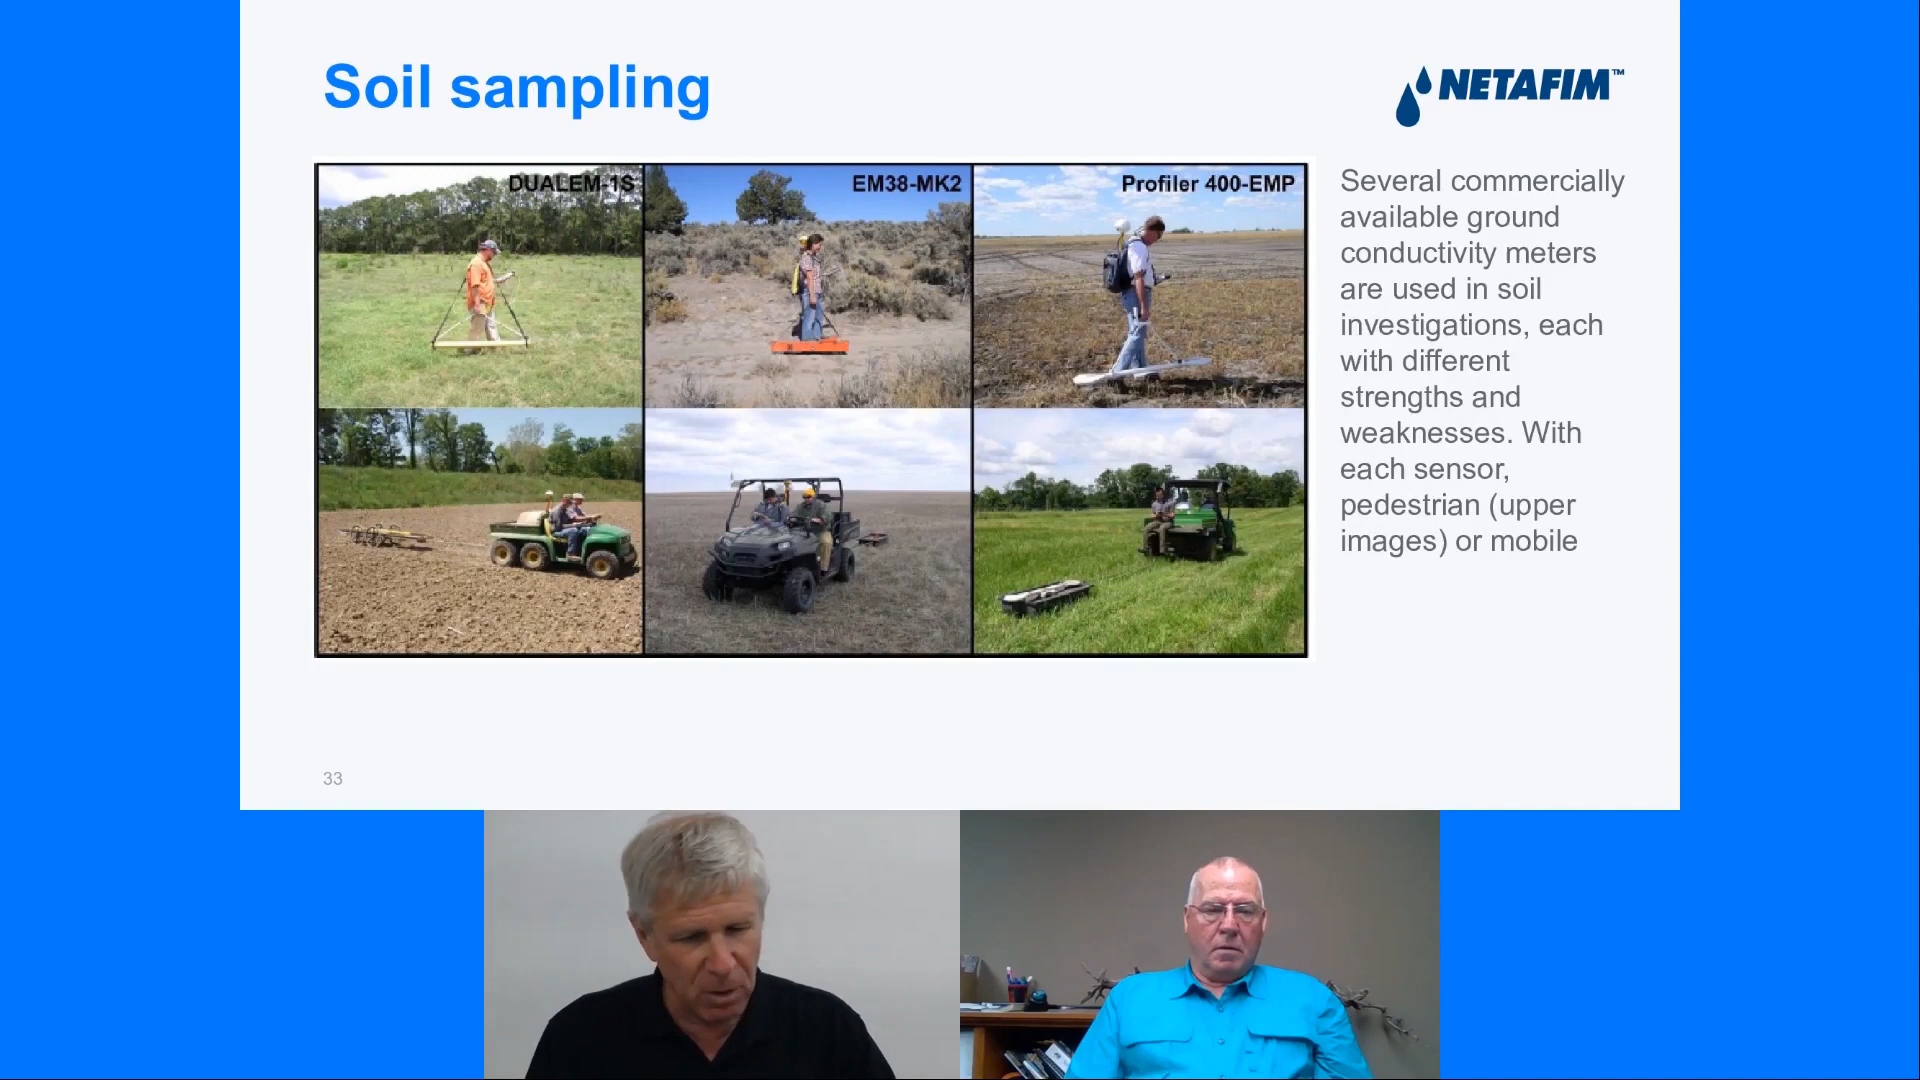 Soil sampling
NETAFIM™
DUALEM-1S
EM38-MK2
Profiler 400-EMP
Several commercially
available ground
conductivity meters
are used in soil
investigations, each
with different
strengths and
weaknesses. With
each sensor,
pedestrian (upper
images) or mobile
33